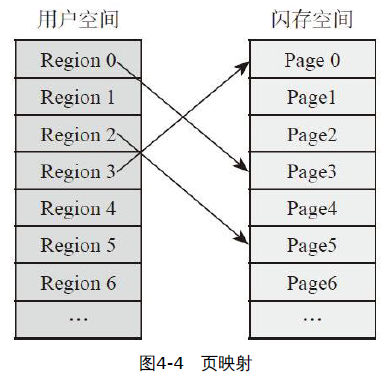 用户空间 闪存空间
Region 0 Page 0
Region 1 Page1
Region 2 Page2
Region 3 Page3
Region 4 Page4
Region 5 Page5
Region 6 Page6
… …
图4-4 页映射